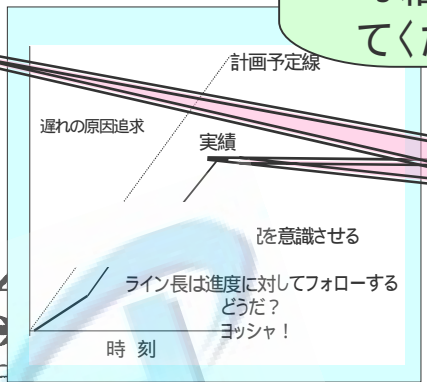 てくだ
計画予定線
遅れの原因追求
実績
を意識させる
ライン長は進度に対してフォローする
どうだ？
ヨッシャ！
時 刻